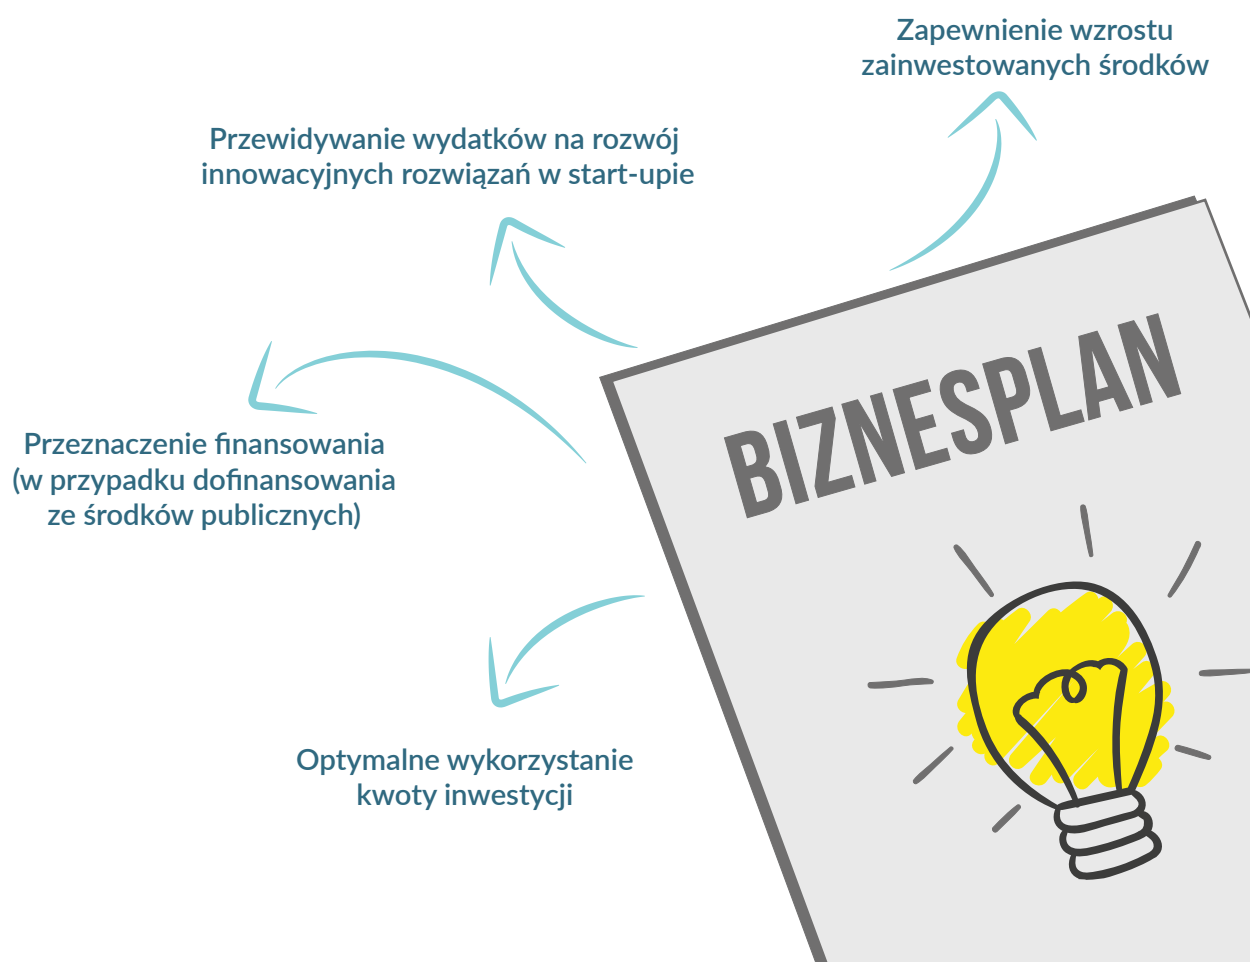 Zapewnienie wzrostu
zainwestowanych środków
Przewidywanie wydatków na rozwój
innowacyjnych rozwiązań w start-upie
Przeznaczenie finansowania
(w przypadku dofinansowania
ze środków publicznych)
Optymalne wykorzystanie
kwoty inwestycji
BIZNESPLAN